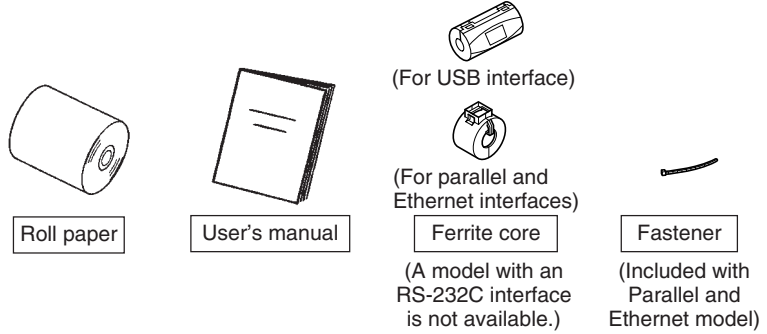 (For USB interface)
(For parallel and
Ethernet interfaces)
Roll paper
User's manual
Ferrite core
Fastener
(A model with an
RS-232C interface
is not available.)
(Included with
Parallel and
Ethernet model)